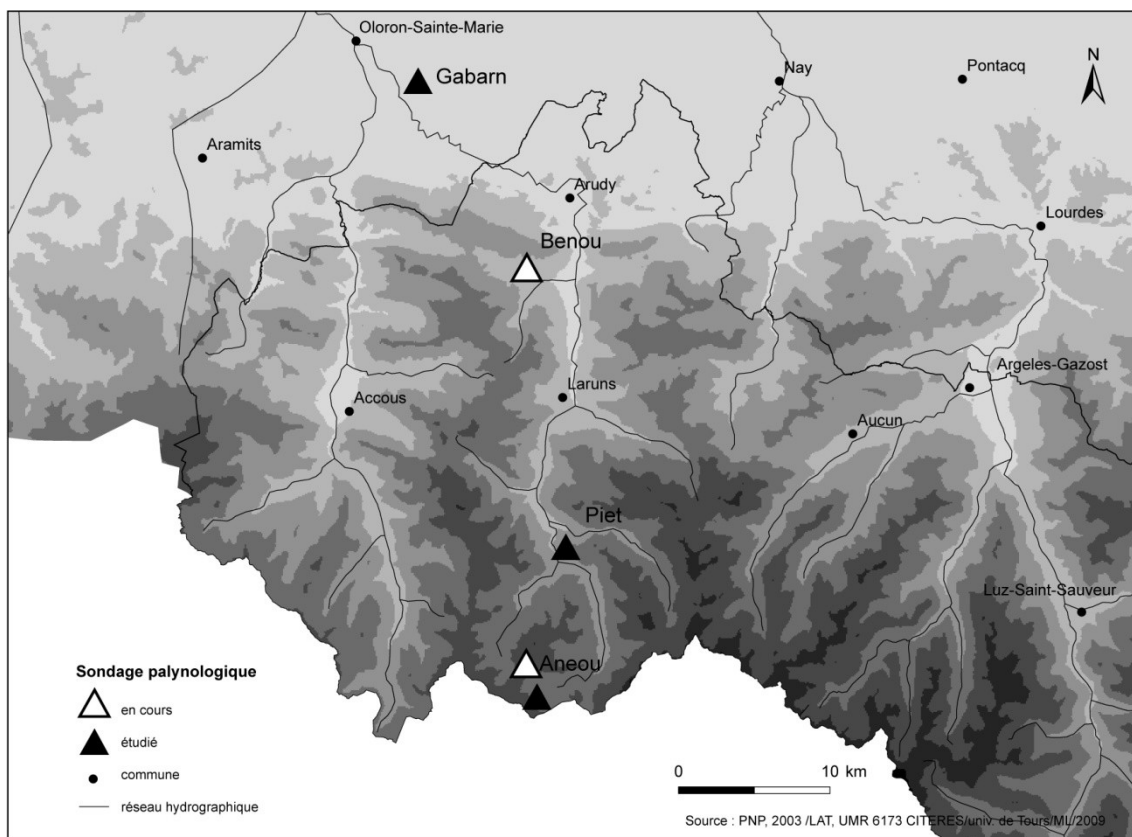 Oloron-Sainte-Marie
Gabarn
Nay
Pontacq
N
Aramits
Arudy
Lourdes
Benou
Argeles-Gazost
Laruns
Accous
Aucun
Piet
Luz-Saint-Sauveur
Aneou
Sondage palynologique
en cours
étudié
commune
réseau hydrographique
0 10 km
Source : PNP, 2003 /LAT, UMR 6173 CITERES/univ. de Tours/ML/2009